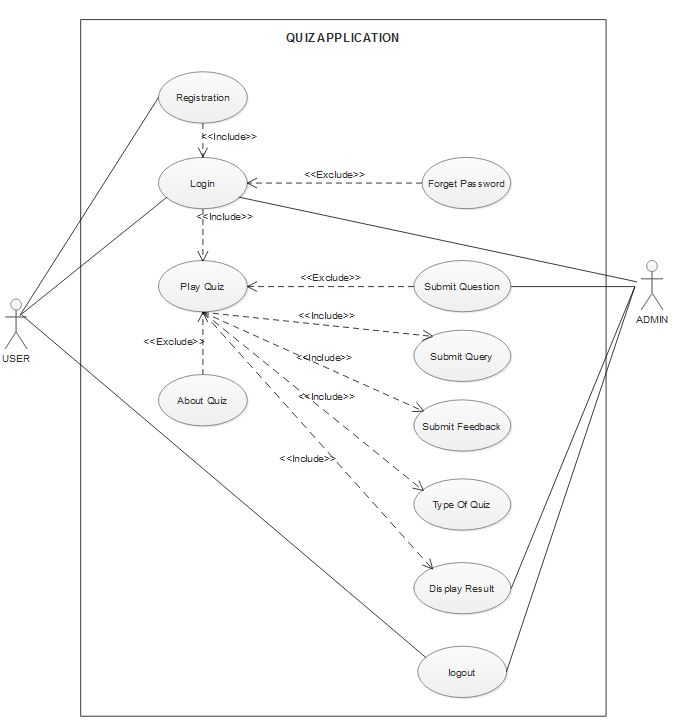 QUIZ APPLICATION
Registration
<<Include>>
Login
<<Exclude>>
Forget Password
<<Include>>
Play Quiz
<<Exclude>>
Submit Question
USER
ADMIN
<<Include>>
Submit Query
<<Exclude>>
<<Include>>
About Quiz
<<Include>>
Submit Feedback
<<Include>>
Type Of Quiz
Display Result
logout